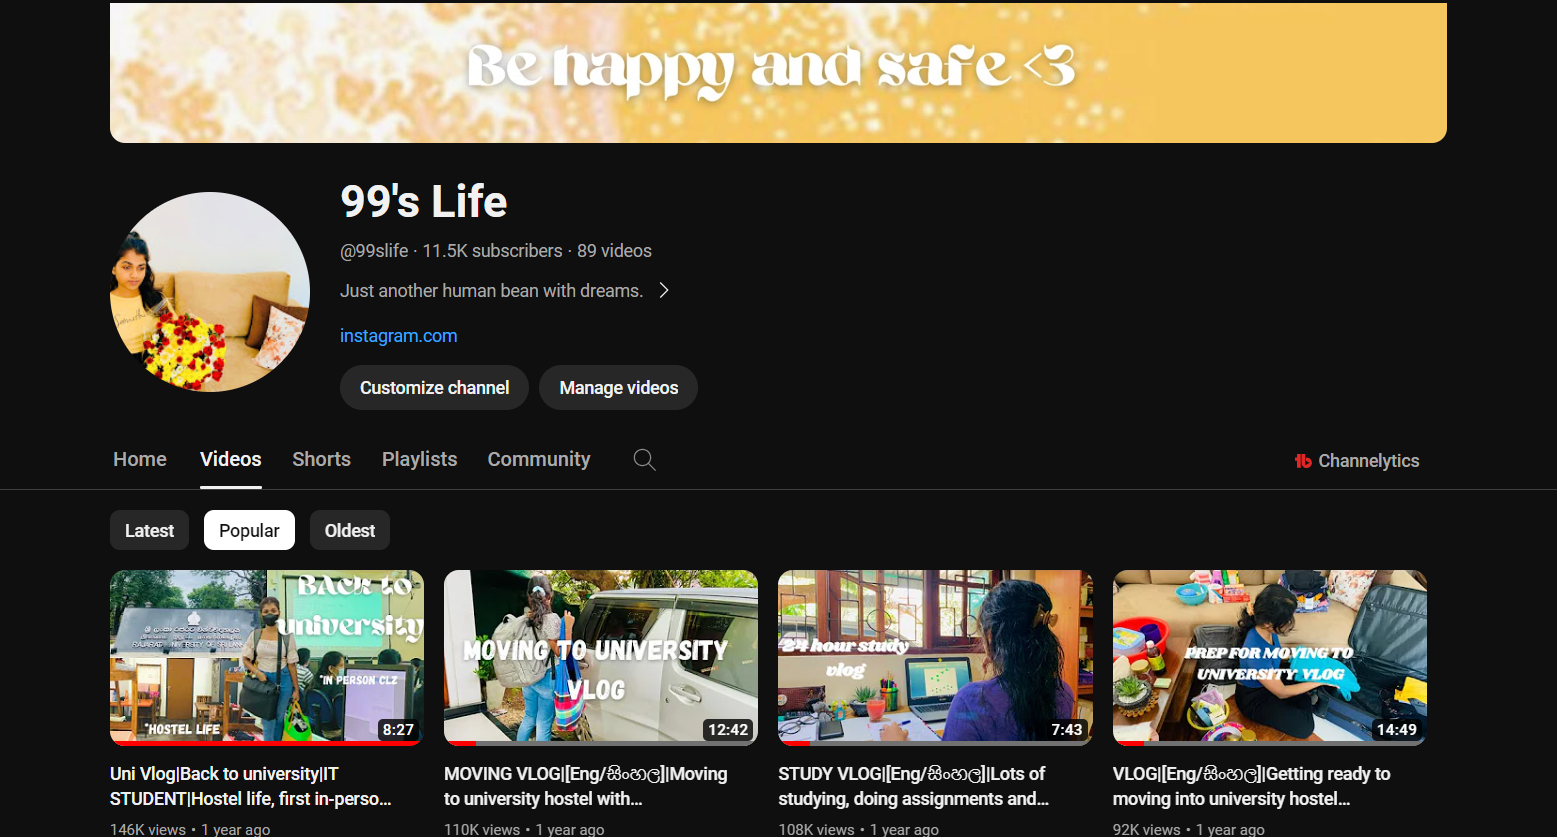 Be happy and safe <3
99's Life
@99slife · 11.5K subscribers · 89 videos
Just another human bean with dreams.
instagram.com
Customize channel
Manage videos
Home
Videos
Shorts
Playlists
Community
Channelytics
Latest
Popular
Oldest
BACK to
university
RAJARATA UNIVERSITY OF SRI LANKA
*IN PERSON CLZ
*HOSTEL LIFE
8:27
MOVING TO UNIVERSITY
VLOG
12:42
24 hour study
vlog
7:43
PREP FOR MOVING TO
UNIVERSITY VLOG
14:49
Uni Vlog|Back to university|IT
STUDENT|Hostel life, first in-perso...
146K views • 1 year ago
MOVING VLOG|[Eng/සිංහල]|Moving
to university hostel with...
110K views • 1 year ago
STUDY VLOG|[Eng/සිංහල]|Lots of
studying, doing assignments and...
108K views • 1 year ago
VLOG|[Eng/සිංහල]|Getting ready to
moving into university hostel...
92K views • 1 year ago